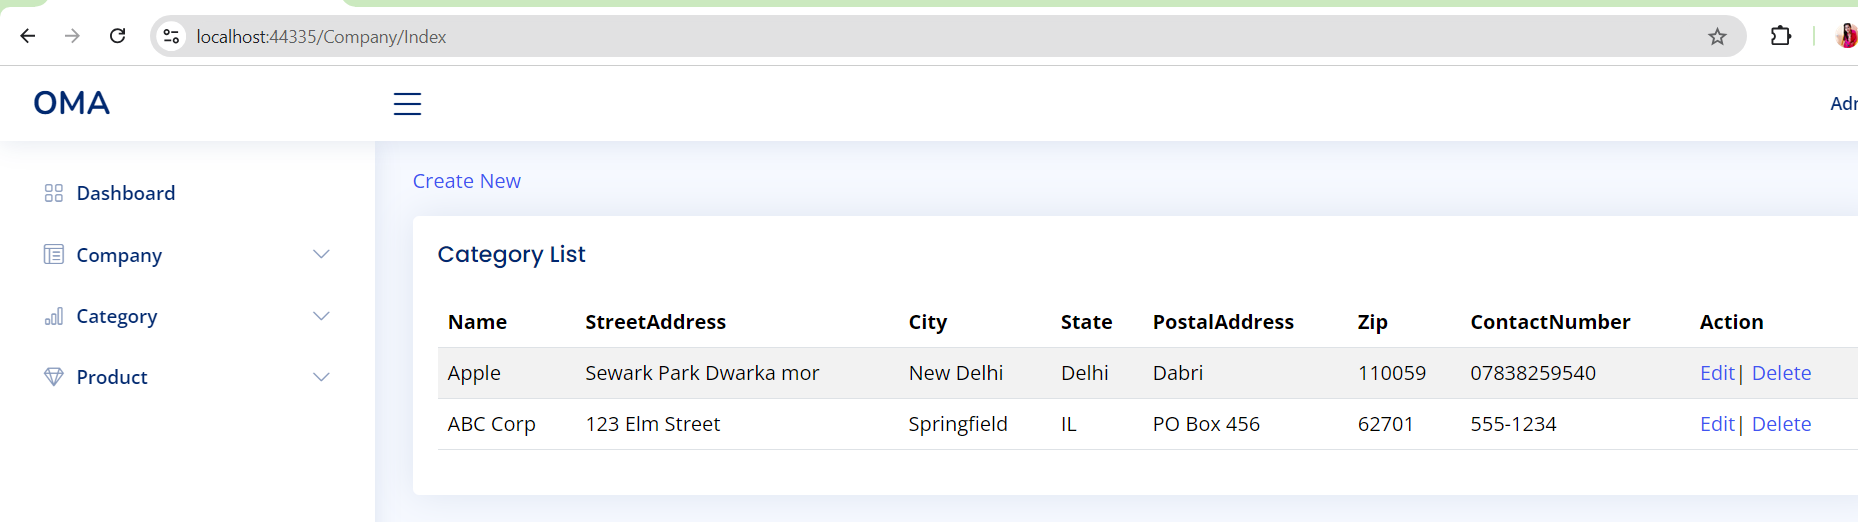 localhost:44335/Company/Index
OMA
Adr
Dashboard
Company
Category
Product
Create New
Category List
Name StreetAddress City State PostalAddress Zip ContactNumber Action
Apple Sewark Park Dwarka mor New Delhi Delhi Dabri 110059 07838259540 Edit| Delete
ABC Corp 123 Elm Street Springfield IL PO Box 456 62701 555-1234 Edit| Delete